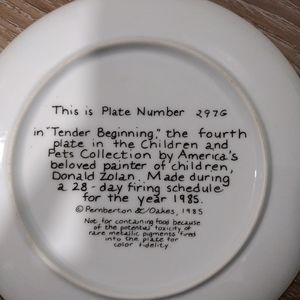 This is Plate Number 297G
in "Tender Beginning," the fourth
plate in the Children and
Pets Collection by America's
beloved painter of children,
Donald Zolan. Made during
a 28-day firing schedule
for the year 1985.
© Pemberton & Oakes, 1985
Not for containing food because
of the potential toxicity of
rare metallic pigments fired
into the plate for
color fidelity